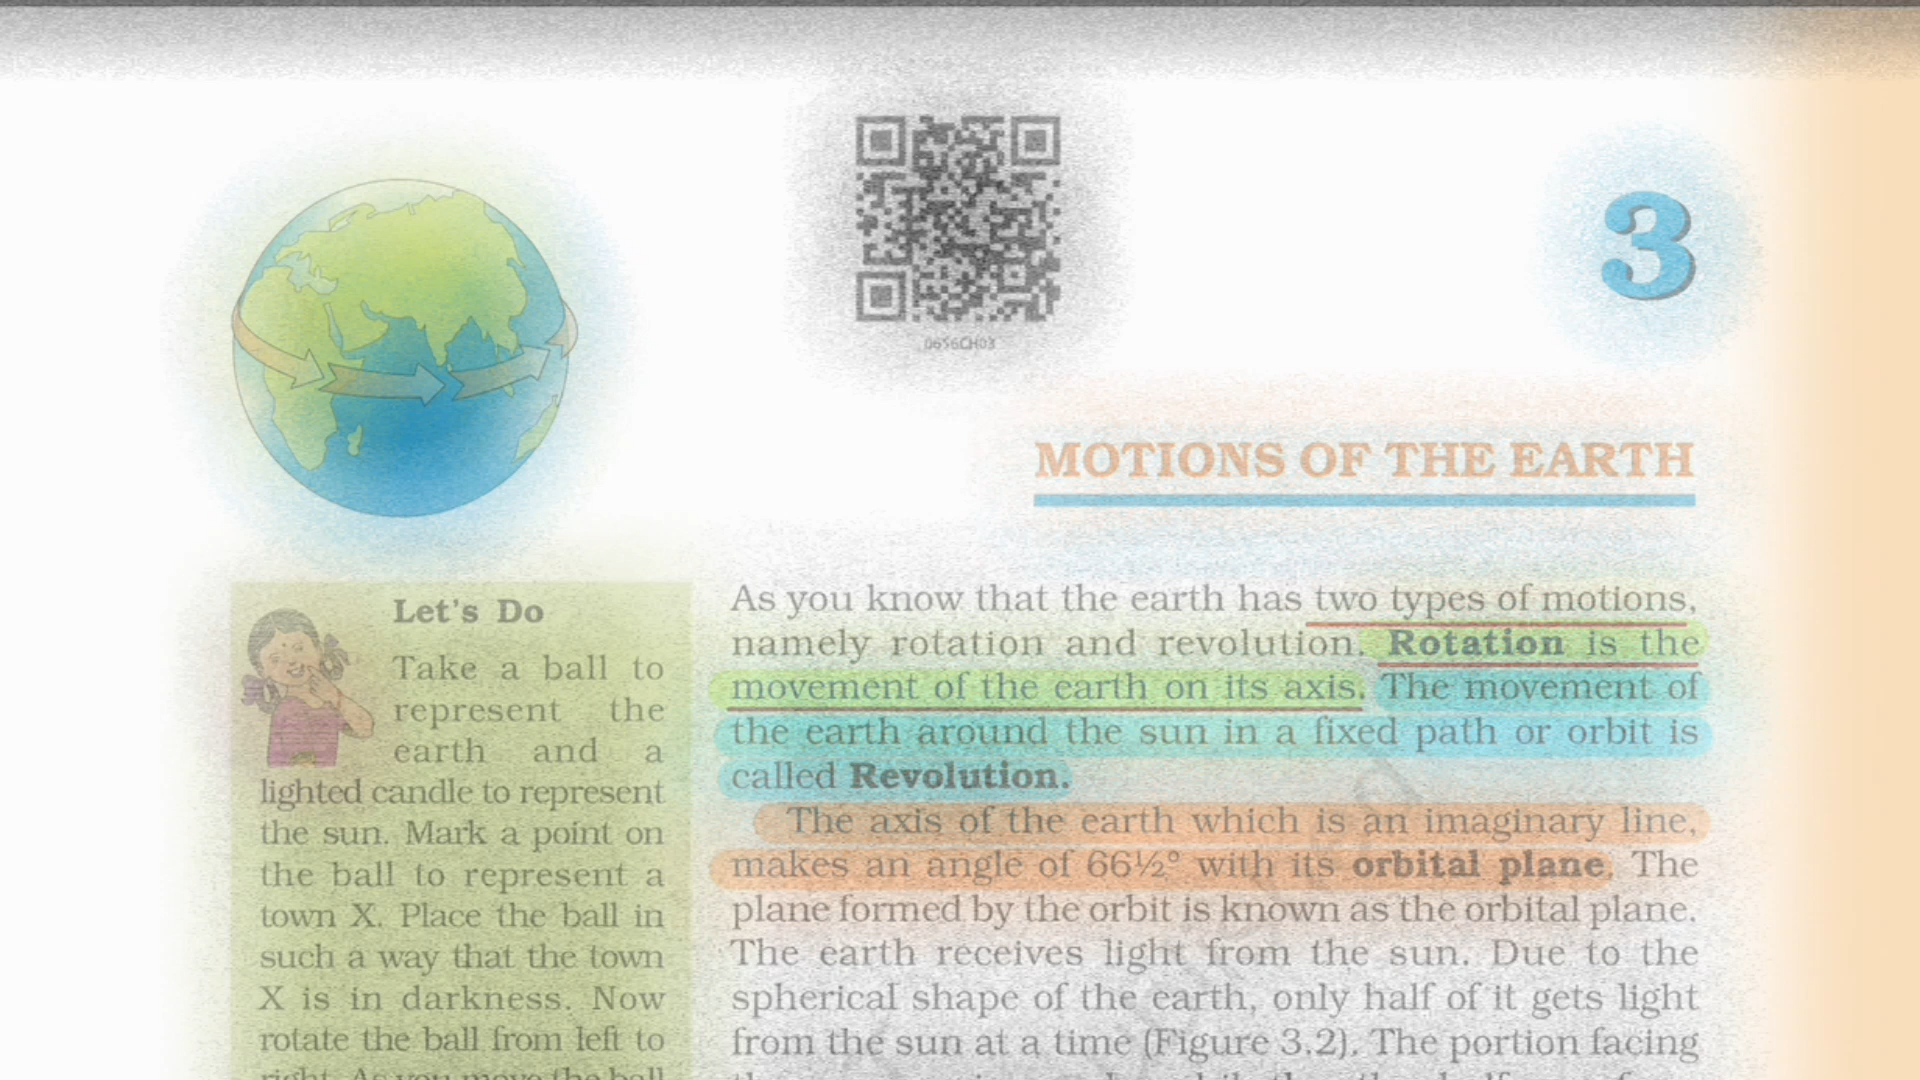 0656CH03
3
MOTIONS OF THE EARTH
Let's Do
Take a ball to
represent the
earth and a
lighted candle to represent
the sun. Mark a point on
the ball to represent a
town X. Place the ball in
such a way that the town
X is in darkness. Now
rotate the ball from left to
right. As you move the ball
As you know that the earth has two types of motions,
namely rotation and revolution. Rotation is the
movement of the earth on its axis. The movement of
the earth around the sun in a fixed path or orbit is
called Revolution.
The axis of the earth which is an imaginary line,
makes an angle of 66½° with its orbital plane. The
plane formed by the orbit is known as the orbital plane.
The earth receives light from the sun. Due to the
spherical shape of the earth, only half of it gets light
from the sun at a time (Figure 3.2). The portion facing